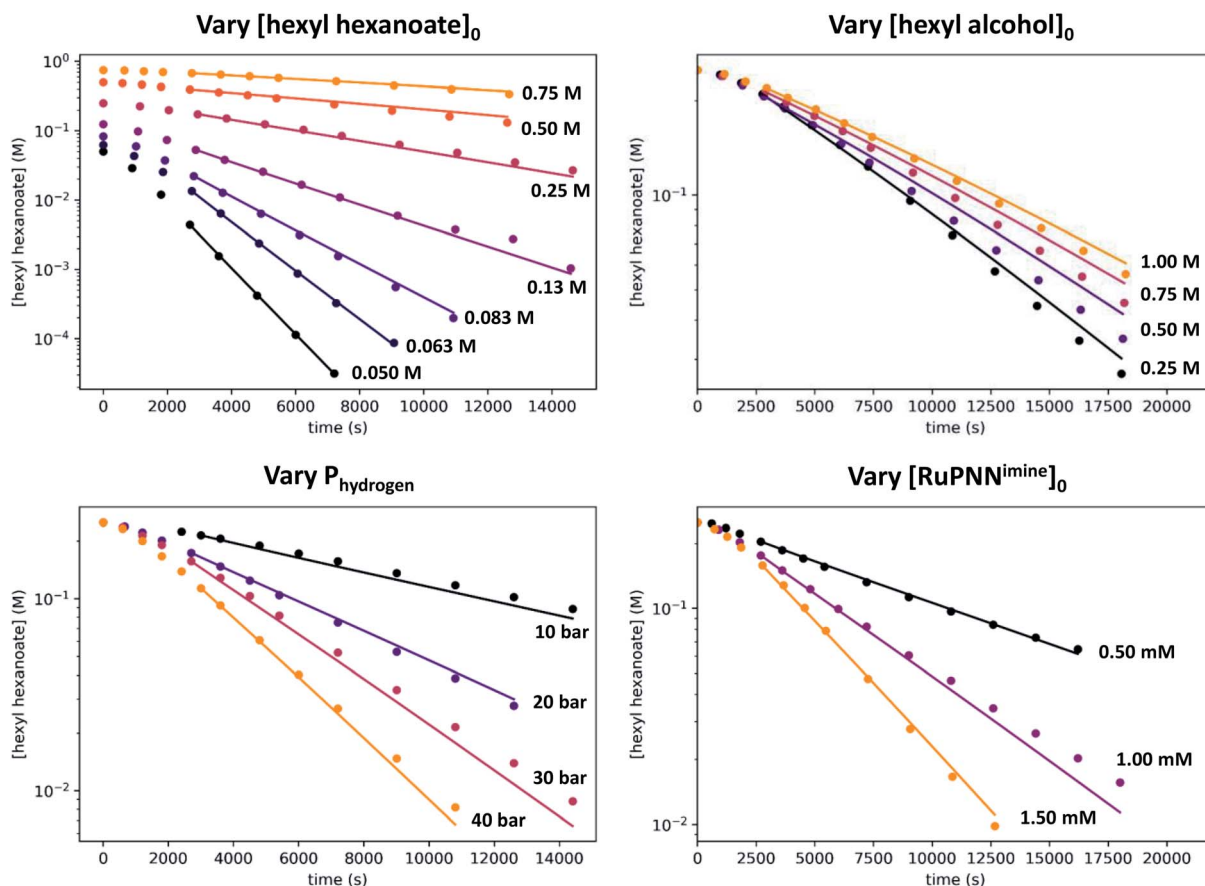 Vary [hexyl hexanoate]₀
[hexyl hexanoate] (M)
10⁰
10⁻¹
10⁻²
10⁻³
10⁻⁴
0.75 M
0.50 M
0.25 M
0.13 M
0.083 M
0.063 M
0.050 M
0 2000 4000 6000 8000 10000 12000 14000
time (s)
Vary [hexyl alcohol]₀
[hexyl hexanoate] (M)
10⁻¹
1.00 M
0.75 M
0.50 M
0.25 M
0 2500 5000 7500 10000 12500 15000 17500 20000
time (s)
Vary Phydrogen
[hexyl hexanoate] (M)
10⁻¹
10⁻²
10 bar
20 bar
30 bar
40 bar
0 2000 4000 6000 8000 10000 12000 14000
time (s)
Vary [RuPNNⁱᵐⁱⁿᵉ]₀
[hexyl hexanoate] (M)
10⁻¹
10⁻²
0.50 mM
1.00 mM
1.50 mM
0 2500 5000 7500 10000 12500 15000 17500 20000
time (s)